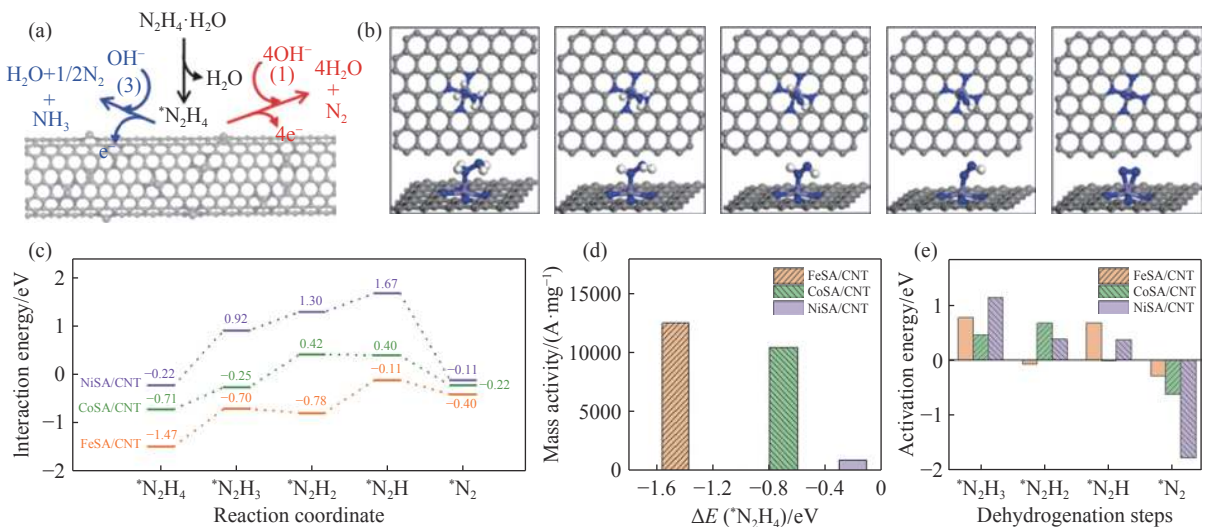 (a)
N₂H₄·H₂O
OH⁻
(3)
H₂O+1/2N₂
+
NH₃
H₂O
*N₂H₄
e⁻
4OH⁻
(1)
4H₂O
+
N₂
4e⁻
(b)
(c)
Interaction energy/eV
2
1
0
−1
−2
NiSA/CNT
CoSA/CNT
FeSA/CNT
−0.22
0.92
1.30
1.67
−0.11
−0.71
−0.25
0.42
0.40
−0.22
−1.47
−0.70
−0.78
−0.11
−0.40
*N₂H₄
*N₂H₃
*N₂H₂
*N₂H
*N₂
Reaction coordinate
(d)
Mass activity/(A·mg⁻¹)
15000
10000
5000
0
FeSA/CNT
CoSA/CNT
NiSA/CNT
−1.6
−1.2
−0.8
−0.4
0
ΔE (*N₂H₄)/eV
(e)
Activation energy/eV
1
0
−1
−2
FeSA/CNT
CoSA/CNT
NiSA/CNT
*N₂H₃
*N₂H₂
*N₂H
*N₂
Dehydrogenation steps